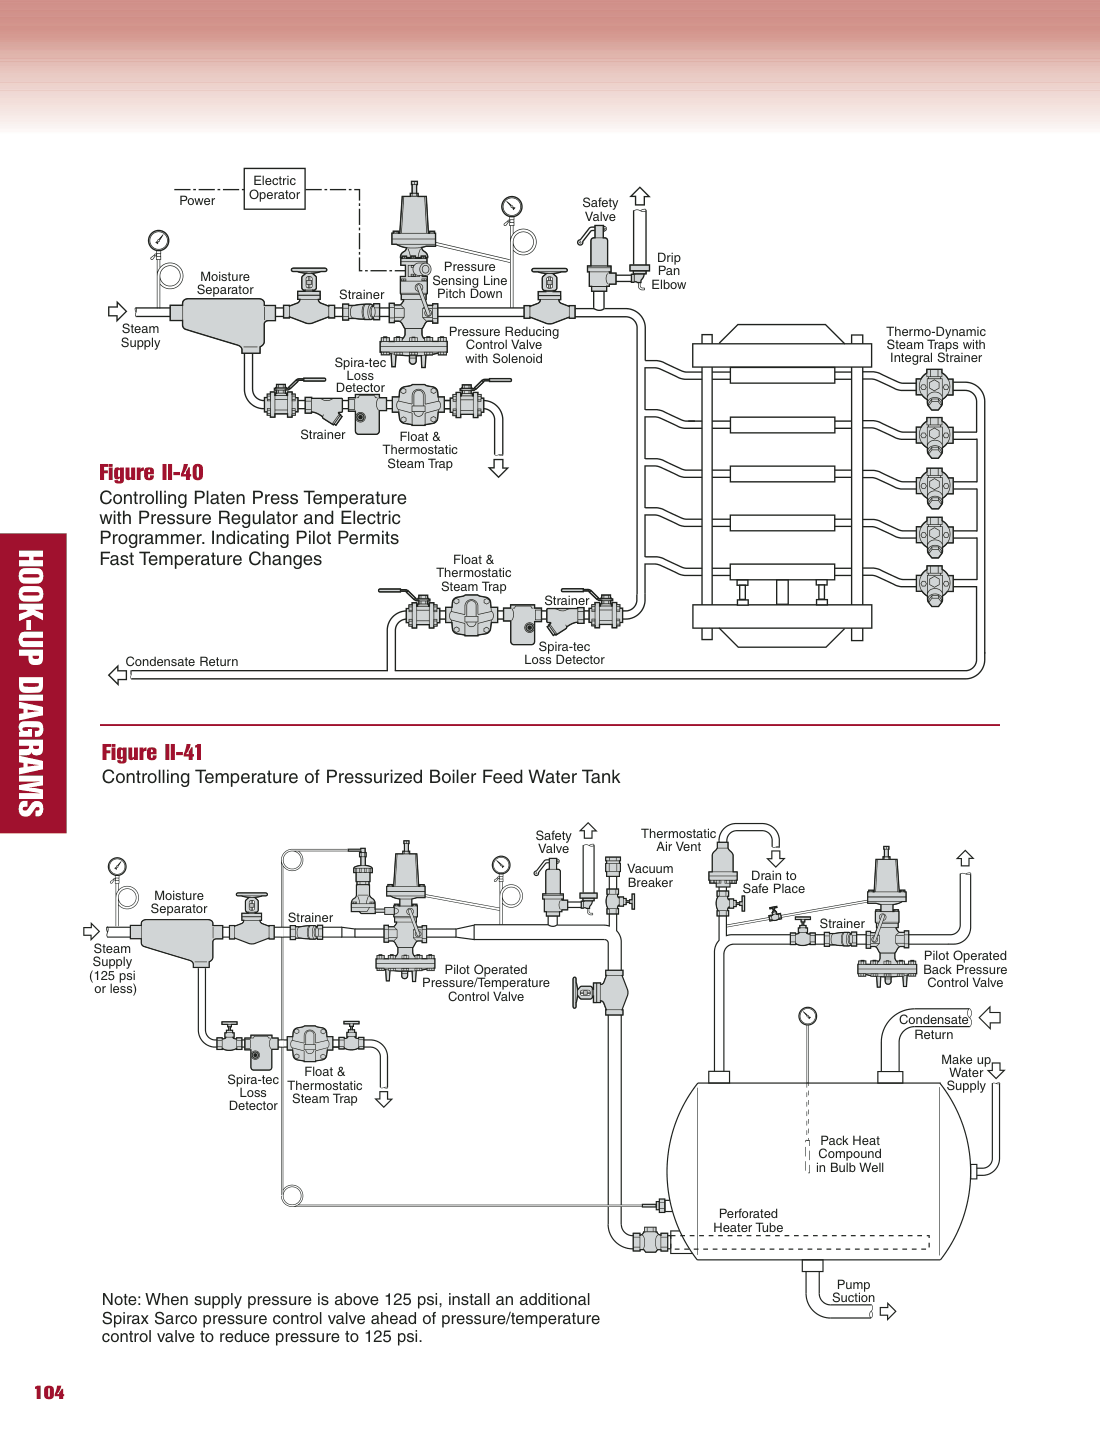 Electric
Operator
Power
Safety
Valve
Drip
Pan
Elbow
Moisture
Separator
Strainer
Pressure
Sensing Line
Pitch Down
Steam
Supply
Pressure Reducing
Control Valve
with Solenoid
Thermo-Dynamic
Steam Traps with
Integral Strainer
Spira-tec
Loss
Detector
Strainer
Float &
Thermostatic
Steam Trap
Figure II-40
Controlling Platen Press Temperature
with Pressure Regulator and Electric
Programmer. Indicating Pilot Permits
Fast Temperature Changes
Float &
Thermostatic
Steam Trap
Strainer
Spira-tec
Loss Detector
Condensate Return
HOOK-UP DIAGRAMS
Figure II-41
Controlling Temperature of Pressurized Boiler Feed Water Tank
Safety
Valve
Vacuum
Breaker
Thermostatic
Air Vent
Drain to
Safe Place
Moisture
Separator
Strainer
Strainer
Steam
Supply
(125 psi
or less)
Pilot Operated
Pressure/Temperature
Control Valve
Pilot Operated
Back Pressure
Control Valve
Condensate
Return
Make up
Water
Supply
Spira-tec
Loss
Detector
Float &
Thermostatic
Steam Trap
Pack Heat
Compound
in Bulb Well
Perforated
Heater Tube
Pump
Suction
Note: When supply pressure is above 125 psi, install an additional
Spirax Sarco pressure control valve ahead of pressure/temperature
control valve to reduce pressure to 125 psi.
104